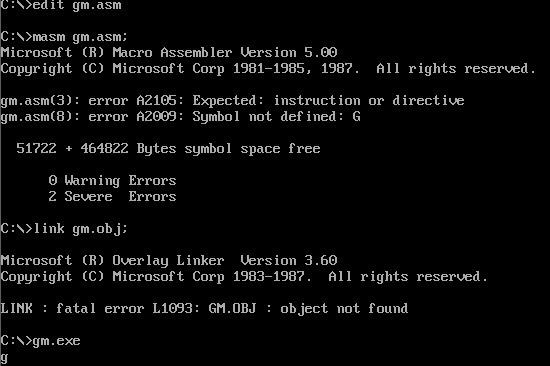 C:\>edit gm.asm
C:\>masm gm.asm;
Microsoft (R) Macro Assembler Version 5.00
Copyright (C) Microsoft Corp 1981-1985, 1987.  All rights reserved.
gm.asm(3): error A2105: Expected: instruction or directive
gm.asm(8): error A2009: Symbol not defined: G
51722 + 464822 Bytes symbol space free
0 Warning Errors
2 Severe  Errors
C:\>link gm.obj;
Microsoft (R) Overlay Linker  Version 3.60
Copyright (C) Microsoft Corp 1983-1987.  All rights reserved.
LINK : fatal error L1093: GM.OBJ : object not found
C:\>gm.exe
g